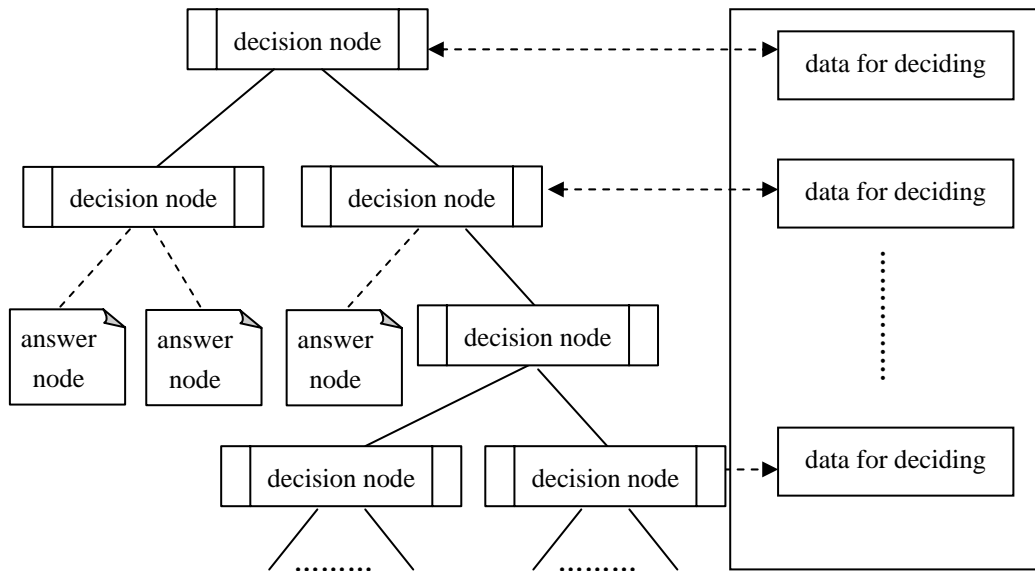 decision node
data for deciding
decision node
decision node
data for deciding
answer
node
answer
node
answer
node
decision node
decision node
decision node
data for deciding
………
………